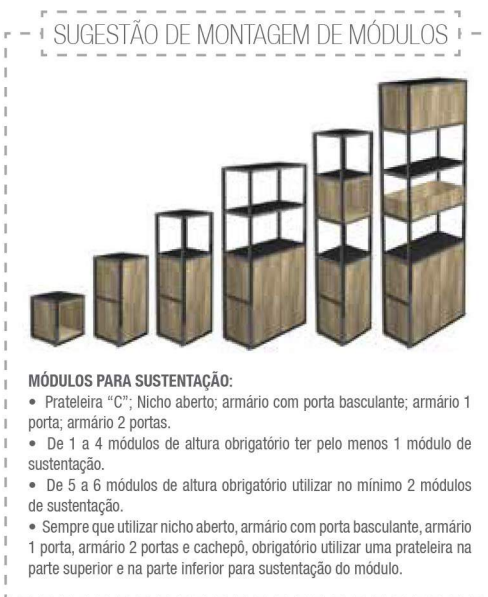 SUGESTÃO DE MONTAGEM DE MÓDULOS
MÓDULOS PARA SUSTENTAÇÃO:
• Prateleira “C”; Nicho aberto; armário com porta basculante; armário 1
porta; armário 2 portas.
• De 1 a 4 módulos de altura obrigatório ter pelo menos 1 módulo de
sustentação.
• De 5 a 6 módulos de altura obrigatório utilizar no mínimo 2 módulos
de sustentação.
• Sempre que utilizar nicho aberto, armário com porta basculante, armário
1 porta, armário 2 portas e cachepô, obrigatório utilizar uma prateleira na
parte superior e na parte inferior para sustentação do módulo.